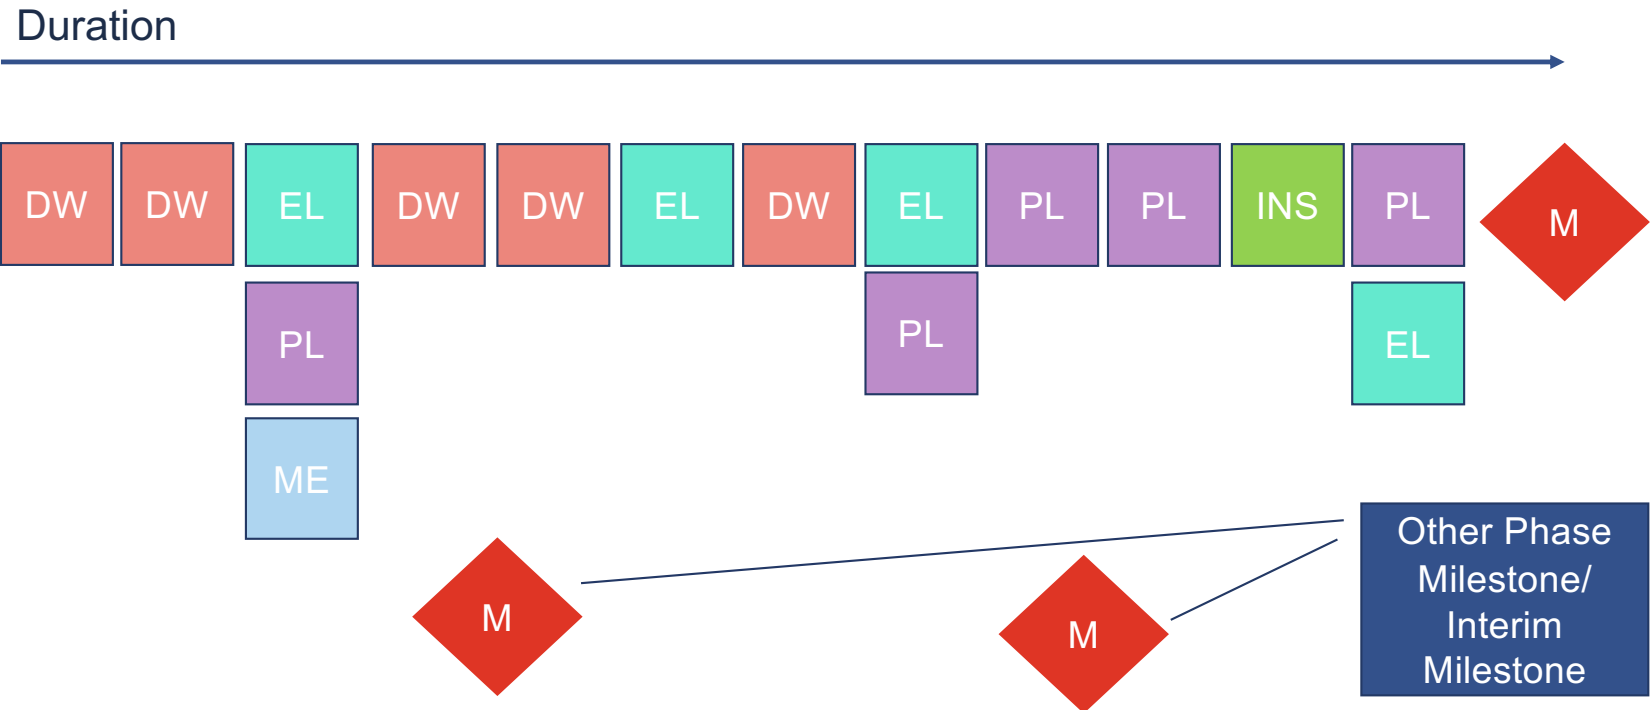 Duration
DW DW EL DW DW EL DW EL PL PL INS PL M
PL PL EL
ME
M M
Other Phase
Milestone/
Interim
Milestone